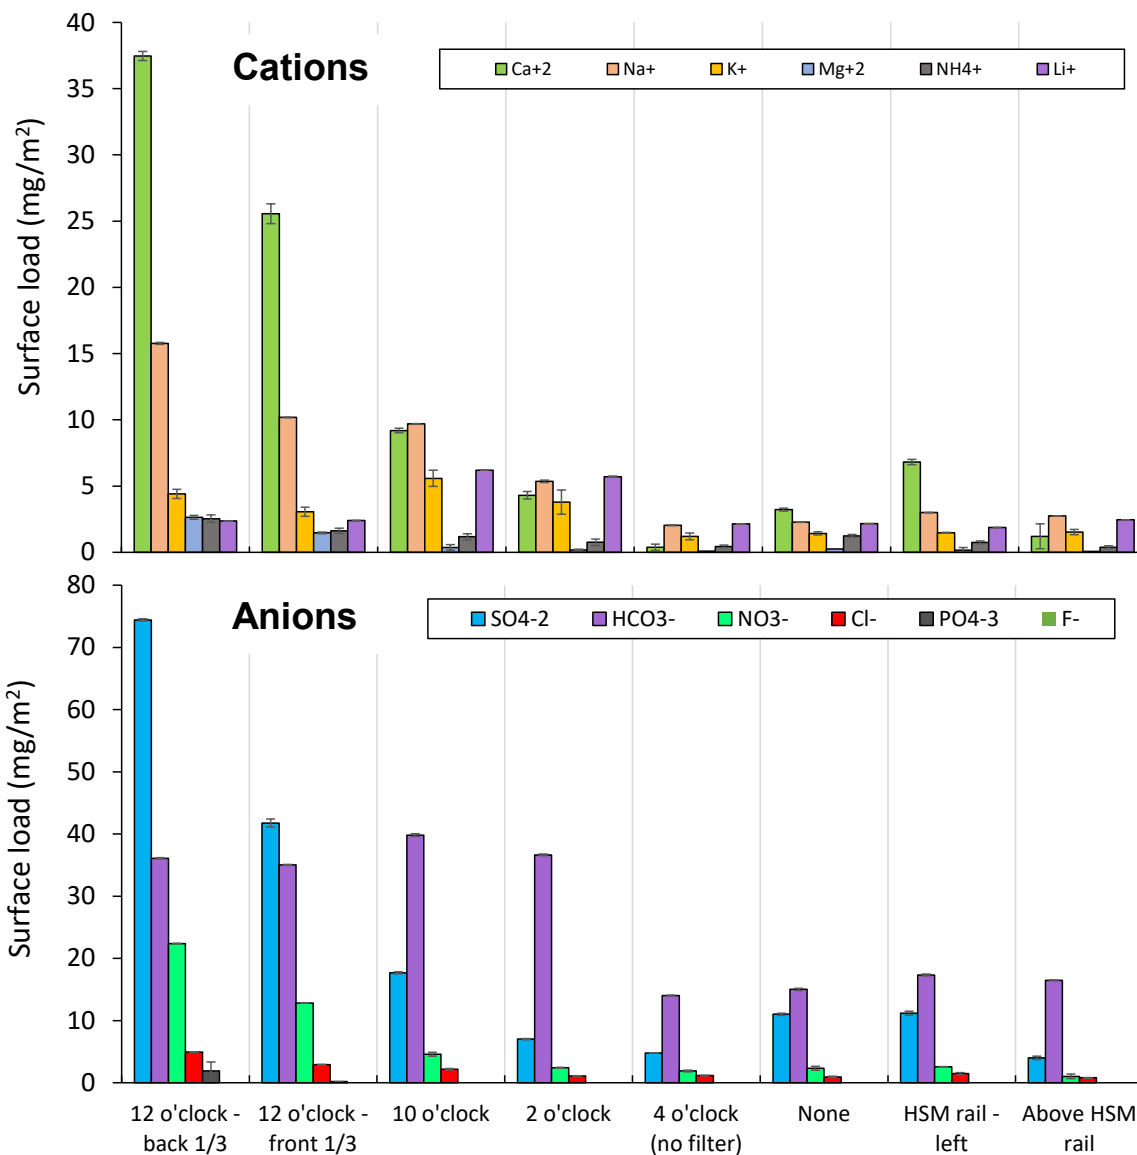 Cations
Ca+2 Na+ K+ Mg+2 NH4+ Li+
Surface load (mg/m²)
40
35
30
25
20
15
10
5
0
Anions
SO4-2 HCO3- NO3- Cl- PO4-3 F-
Surface load (mg/m²)
80
70
60
50
40
30
20
10
0
12 o'clock -
back 1/3
12 o'clock -
front 1/3
10 o'clock
2 o'clock
4 o'clock
(no filter)
None
HSM rail -
left
Above HSM
rail